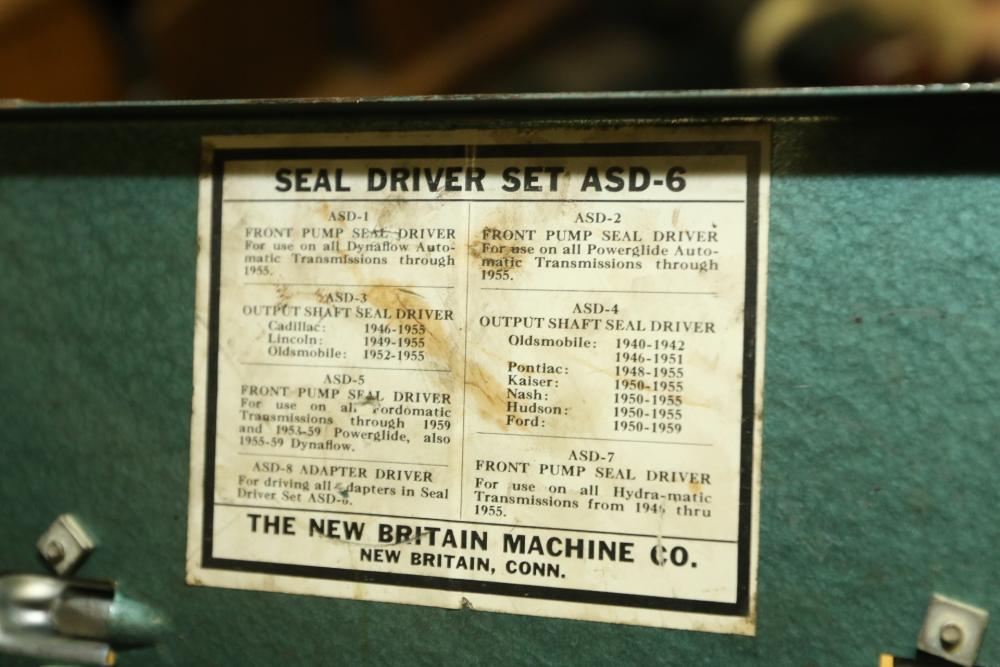 SEAL DRIVER SET ASD-6
ASD-1
FRONT PUMP SEAL DRIVER
For use on all Dynaflow Auto-
matic Transmissions through
1955.
ASD-2
FRONT PUMP SEAL DRIVER
For use on all Powerglide Auto-
matic Transmissions through
1955.
ASD-3
OUTPUT SHAFT SEAL DRIVER
Cadillac: 1946-1955
Lincoln: 1949-1955
Oldsmobile: 1952-1955
ASD-4
OUTPUT SHAFT SEAL DRIVER
Oldsmobile: 1940-1942
1946-1951
Pontiac: 1948-1955
Kaiser: 1950-1955
Nash: 1950-1955
Hudson: 1950-1955
Ford: 1950-1959
ASD-5
FRONT PUMP SEAL DRIVER
For use on all Fordomatic
Transmissions through 1959
and 1953-59 Powerglide, also
1955-59 Dynaflow.
ASD-7
FRONT PUMP SEAL DRIVER
For use on all Hydra-matic
Transmissions from 1946 thru
1955.
ASD-8 ADAPTER DRIVER
For driving all adapters in Seal
Driver Set ASD-6.
THE NEW BRITAIN MACHINE CO.
NEW BRITAIN, CONN.